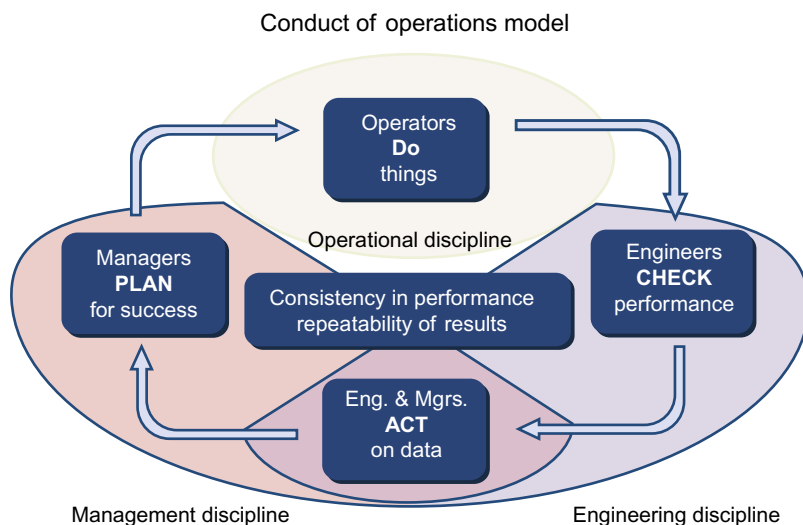 Conduct of operations model
Operators
Do
things
Operational discipline
Managers
PLAN
for success
Engineers
CHECK
performance
Consistency in performance
repeatability of results
Eng. & Mgrs.
ACT
on data
Management discipline
Engineering discipline